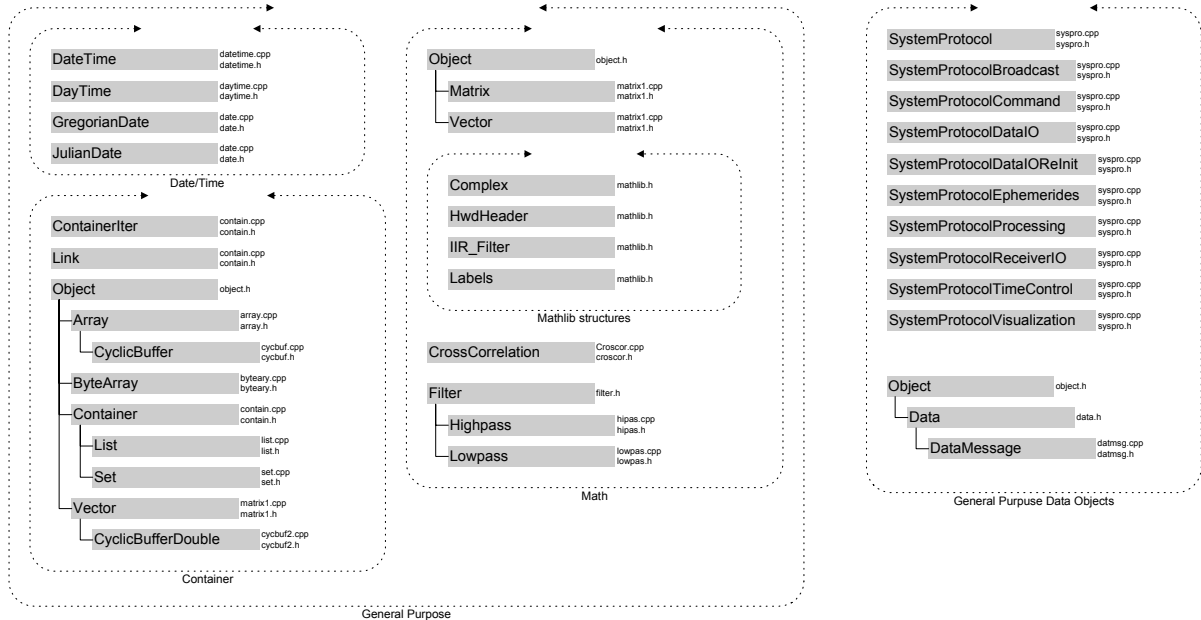 DateTime
datetime.cpp
datetime.h
DayTime
daytime.cpp
daytime.h
GregorianDate
date.cpp
date.h
JulianDate
date.cpp
date.h
Date/Time
ContainerIter
contain.cpp
contain.h
Link
contain.cpp
contain.h
Object
object.h
Array
array.cpp
array.h
CyclicBuffer
cycbuf.cpp
cycbuf.h
ByteArray
byteary.cpp
byteary.h
Container
contain.cpp
contain.h
List
list.cpp
list.h
Set
set.cpp
set.h
Vector
matrix1.cpp
matrix1.h
CyclicBufferDouble
cycbuf2.cpp
cycbuf2.h
Container
Object
object.h
Matrix
matrix1.cpp
matrix1.h
Vector
matrix1.cpp
matrix1.h
Complex
mathlib.h
HwdHeader
mathlib.h
IIR_Filter
mathlib.h
Labels
mathlib.h
Mathlib structures
CrossCorrelation
Croscor.cpp
croscor.h
Filter
filter.h
Highpass
hipas.cpp
hipas.h
Lowpass
lowpas.cpp
lowpas.h
Math
General Purpose
SystemProtocol
syspro.cpp
syspro.h
SystemProtocolBroadcast
syspro.cpp
syspro.h
SystemProtocolCommand
syspro.cpp
syspro.h
SystemProtocolDataIO
syspro.cpp
syspro.h
SystemProtocolDataIOReInit
syspro.cpp
syspro.h
SystemProtocolEphemerides
syspro.cpp
syspro.h
SystemProtocolProcessing
syspro.cpp
syspro.h
SystemProtocolReceiverIO
syspro.cpp
syspro.h
SystemProtocolTimeControl
syspro.cpp
syspro.h
SystemProtocolVisualization
syspro.cpp
syspro.h
Object
object.h
Data
data.h
DataMessage
datmsg.cpp
datmsg.h
General Purpuse Data Objects